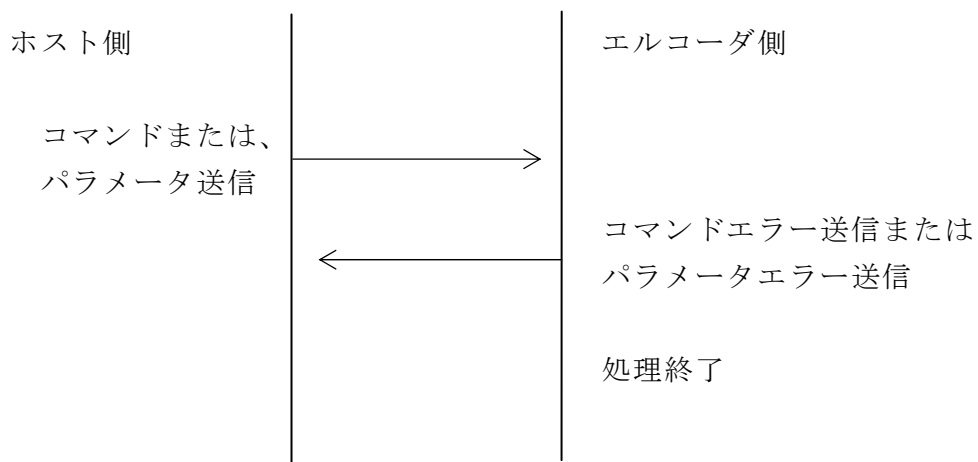 ホスト側
エルコーダ側
コマンドまたは、
パラメータ送信
コマンドエラー送信または
パラメータエラー送信
処理終了